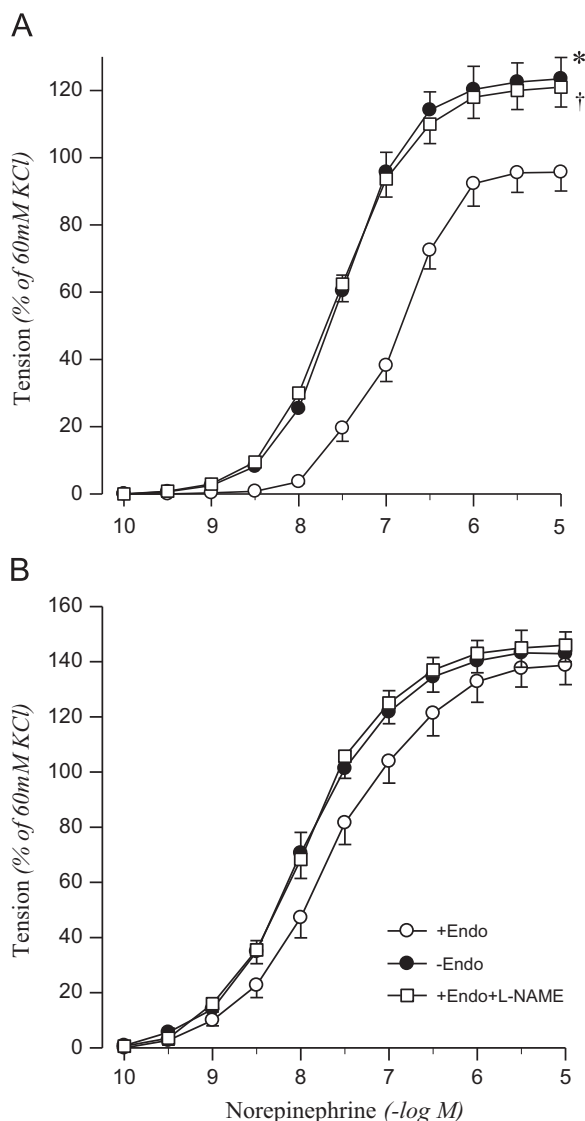 A
Tension (% of 60mM KCl)
120
100
80
60
40
20
0
*
†
10 9 8 7 6 5
B
Tension (% of 60mM KCl)
160
140
120
100
80
60
40
20
0
+Endo
-Endo
+Endo+L-NAME
10 9 8 7 6 5
Norepinephrine (-log M)